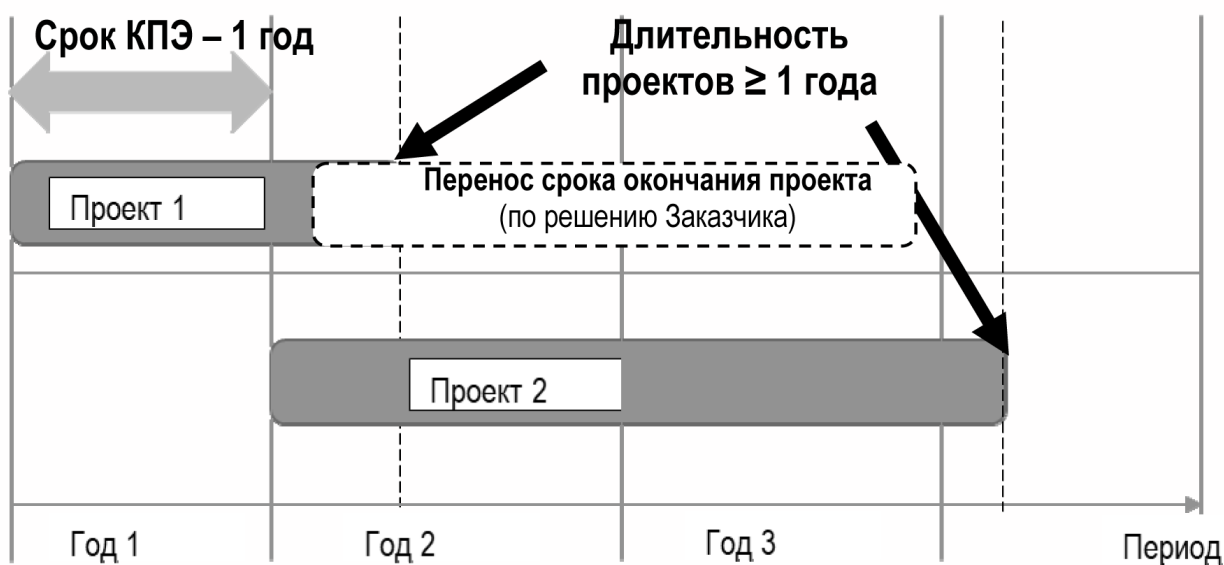 Срок КПЭ – 1 год
Длительность
проектов ≥ 1 года
Перенос срока окончания проекта
(по решению Заказчика)
Проект 1
Проект 2
Год 1
Год 2
Год 3
Период